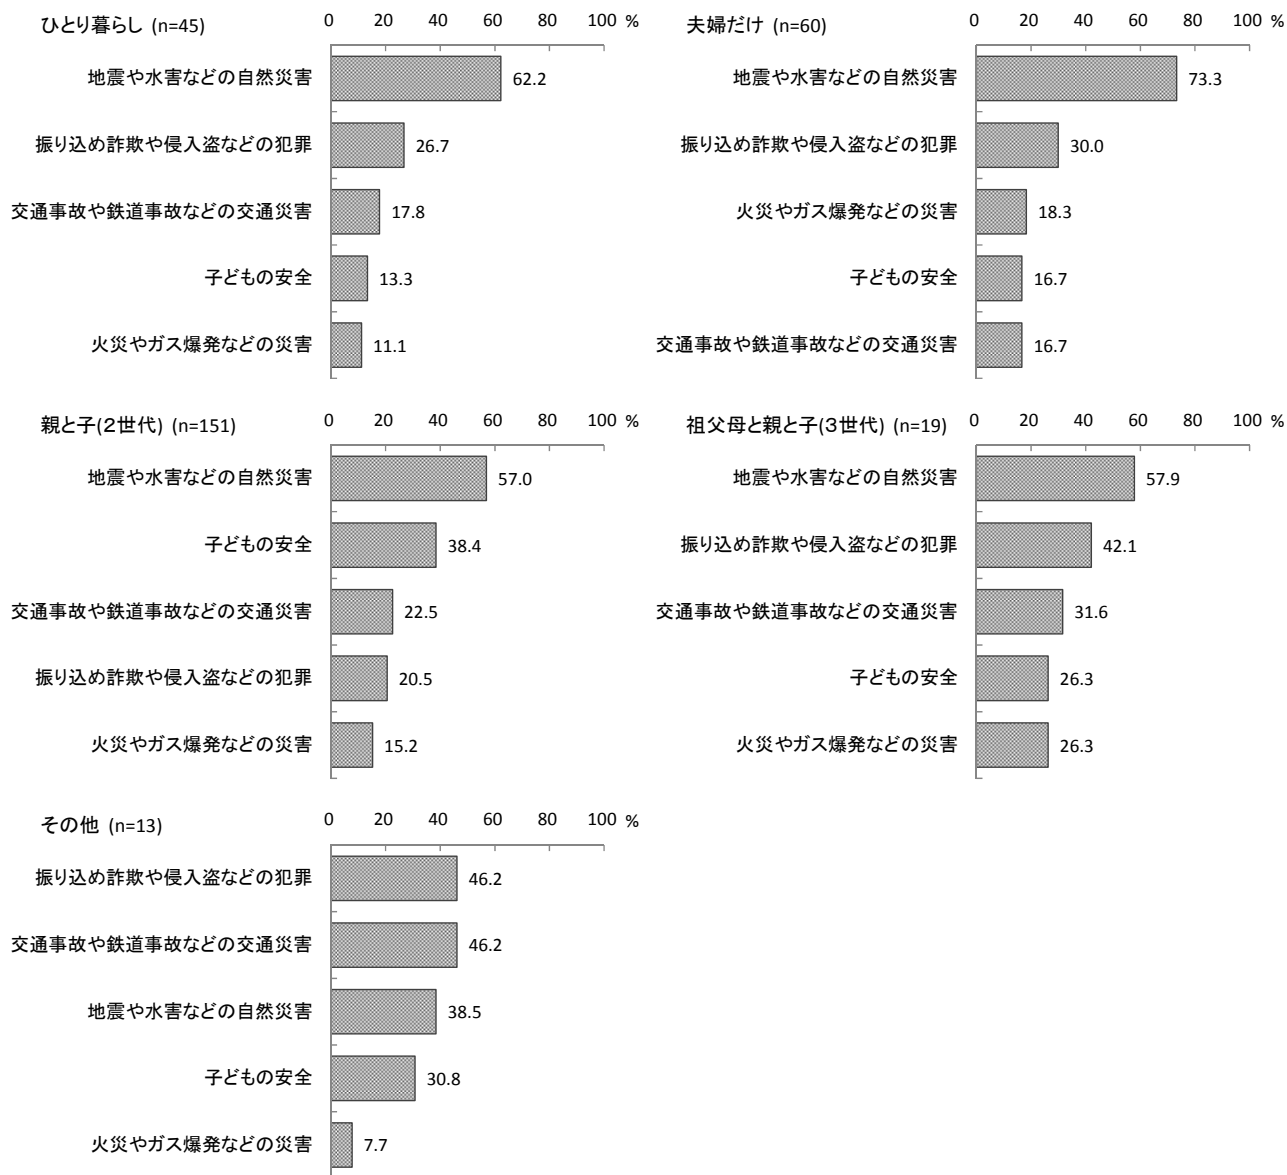 ひとり暮らし (n=45)
0 20 40 60 80 100 %
地震や水害などの自然災害 62.2
振り込め詐欺や侵入盗などの犯罪 26.7
交通事故や鉄道事故などの交通災害 17.8
子どもの安全 13.3
火災やガス爆発などの災害 11.1
夫婦だけ (n=60)
0 20 40 60 80 100 %
地震や水害などの自然災害 73.3
振り込め詐欺や侵入盗などの犯罪 30.0
火災やガス爆発などの災害 18.3
子どもの安全 16.7
交通事故や鉄道事故などの交通災害 16.7
親と子(2世代) (n=151)
0 20 40 60 80 100 %
地震や水害などの自然災害 57.0
子どもの安全 38.4
交通事故や鉄道事故などの交通災害 22.5
振り込め詐欺や侵入盗などの犯罪 20.5
火災やガス爆発などの災害 15.2
祖父母と親と子(3世代) (n=19)
0 20 40 60 80 100 %
地震や水害などの自然災害 57.9
振り込め詐欺や侵入盗などの犯罪 42.1
交通事故や鉄道事故などの交通災害 31.6
子どもの安全 26.3
火災やガス爆発などの災害 26.3
その他 (n=13)
0 20 40 60 80 100 %
振り込め詐欺や侵入盗などの犯罪 46.2
交通事故や鉄道事故などの交通災害 46.2
地震や水害などの自然災害 38.5
子どもの安全 30.8
火災やガス爆発などの災害 7.7